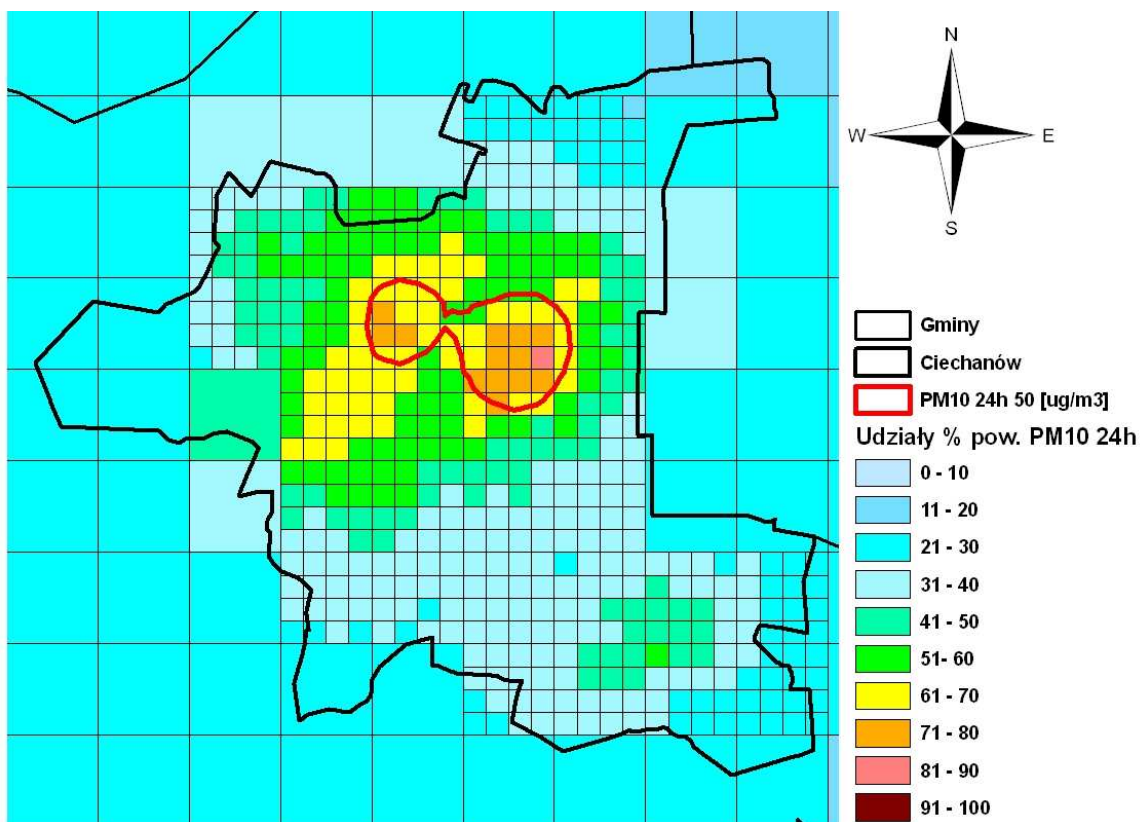 N
W E
S
Gminy
Ciechanów
PM10 24h 50 [ug/m3]
Udziały % pow. PM10 24h
0 - 10
11 - 20
21 - 30
31 - 40
41 - 50
51- 60
61 - 70
71 - 80
81 - 90
91 - 100